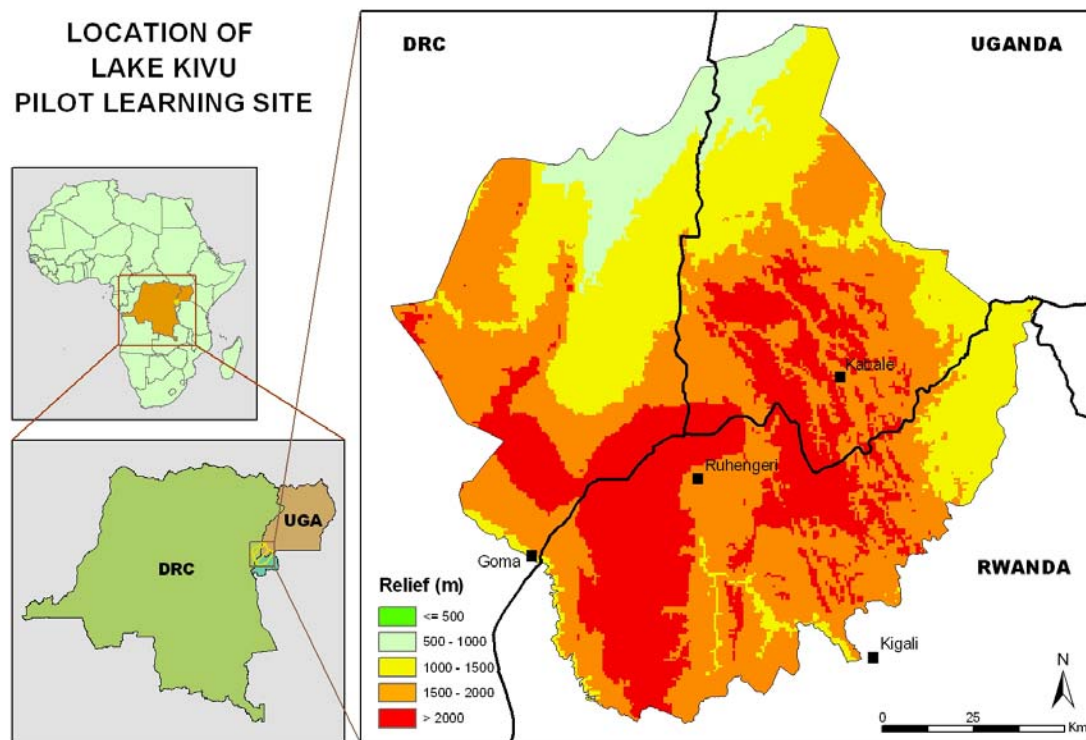 LOCATION OF
LAKE KIVU
PILOT LEARNING SITE
DRC
UGANDA
Kabale
Ruhengeri
Goma
RWANDA
Kigali
UGA
DRC
Relief (m)
<= 500
500 - 1000
1000 - 1500
1500 - 2000
> 2000
N
0 25 50
Km